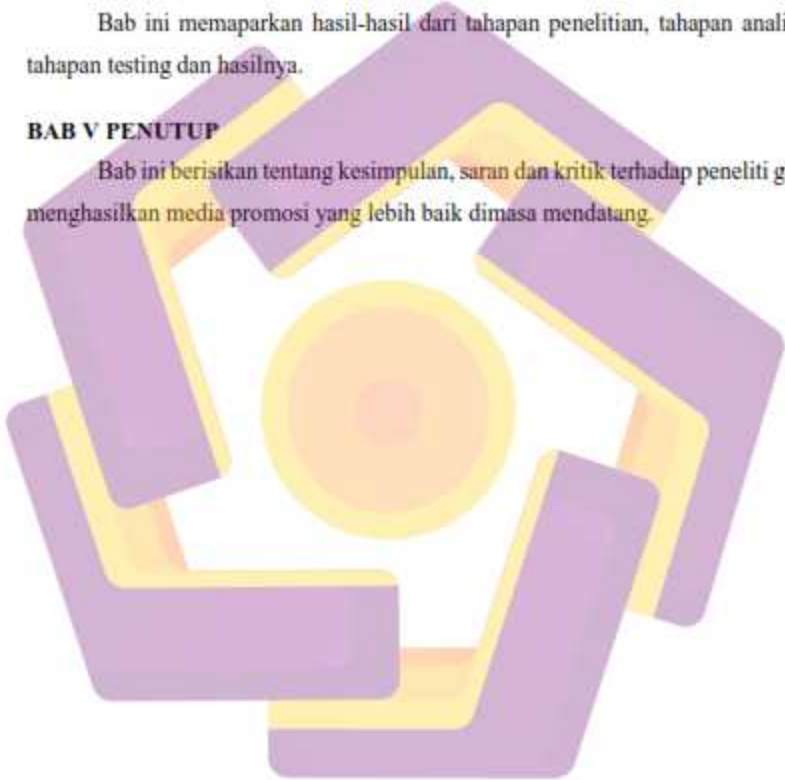 Bab ini memaparkan hasil-hasil dari tahapan penelitian, tahapan anali
tahapan testing dan hasilnya.
BAB V PENUTUP
Bab ini berisikan tentang kesimpulan, saran dan kritik terhadap peneliti g
menghasilkan media promosi yang lebih baik dimasa mendatang.